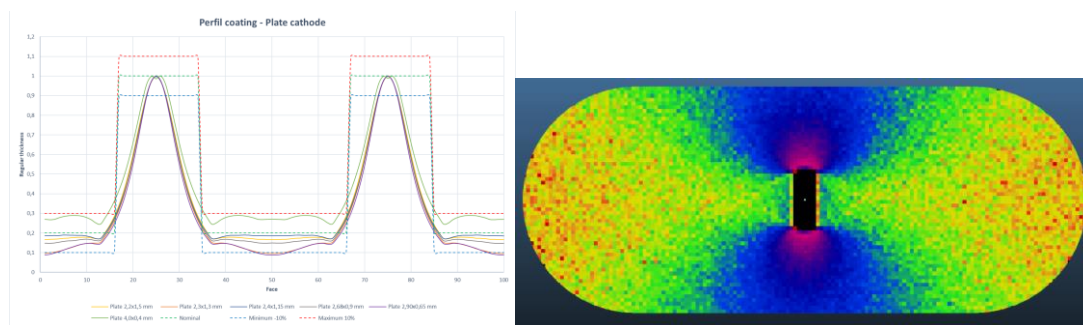 Perfil coating - Plate cathode
1,2
1,1
1
0,9
0,8
0,7
0,6
0,5
0,4
0,3
0,2
0,1
0
Regular thickness
0 10 20 30 40 50 60 70 80 90 100
Face
Plate 2,2x1,5 mm Plate 2,3x1,3 mm Plate 2,4x1,15 mm Plate 2,68x0,9 mm Plate 2,90x0,65 mm
Plate 4,0x0,4 mm Nominal Minimum -10% Maximum 10%